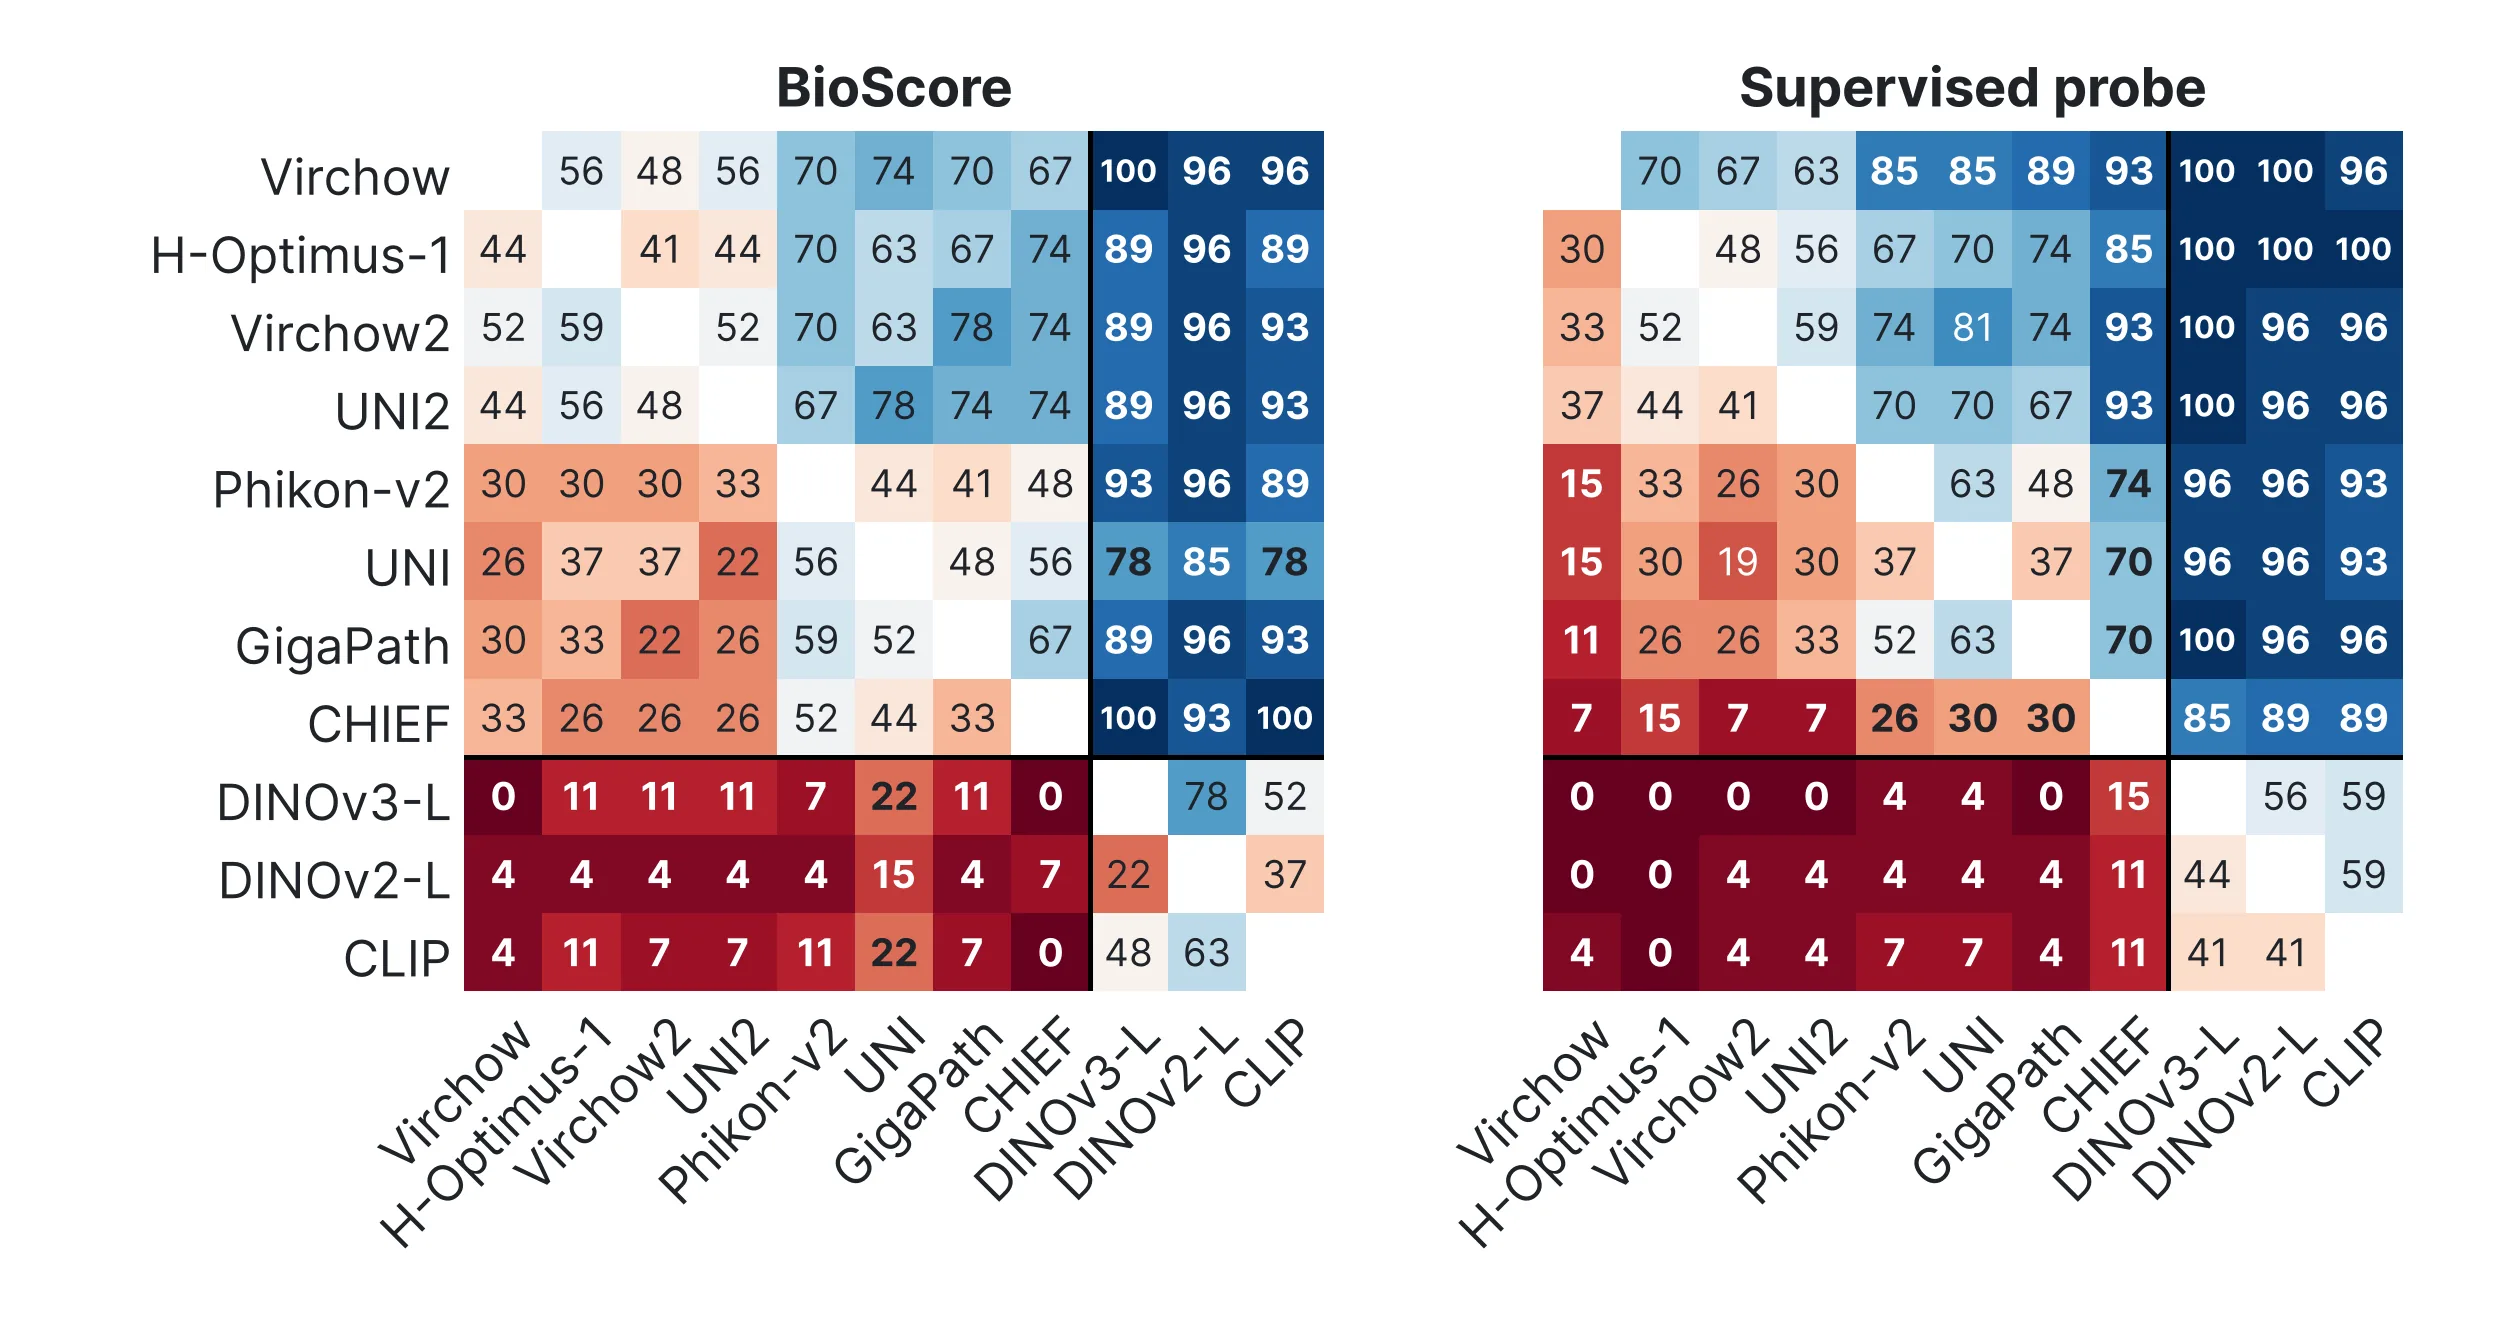 BioScore Supervised probe
Virchow 56 48 56 70 74 70 67 100 96 96 70 67 63 85 85 89 93 100 100 96
H-Optimus-1 44 41 44 70 63 67 74 89 96 89 30 48 56 67 70 74 85 100 100 100
Virchow2 52 59 52 70 63 78 74 89 96 93 33 52 59 74 81 74 93 100 96 96
UNI2 44 56 48 67 78 74 74 89 96 93 37 44 41 70 70 67 93 100 96 96
Phikon-v2 30 30 30 33 44 41 48 93 96 89 15 33 26 30 63 48 74 96 96 93
UNI 26 37 37 22 56 48 56 78 85 78 15 30 19 30 37 37 70 96 96 93
GigaPath 30 33 22 26 59 52 67 89 96 93 11 26 26 33 52 63 70 100 96 96
CHIEF 33 26 26 26 52 44 33 100 93 100 7 15 7 7 26 30 30 85 89 89
DINOv3-L 0 11 11 11 7 22 11 0 78 52 0 0 0 0 4 4 0 15 56 59
DINOv2-L 4 4 4 4 4 15 4 7 22 37 0 0 4 4 4 4 4 11 44 59
CLIP 4 11 7 7 11 22 7 0 48 63 4 0 4 4 7 7 4 11 41 41
Virchow H-Optimus-1 Virchow2 UNI2 Phikon-v2 UNI GigaPath CHIEF DINOv3-L DINOv2-L CLIP Virchow H-Optimus-1 Virchow2 UNI2 Phikon-v2 UNI GigaPath CHIEF DINOv3-L DINOv2-L CLIP